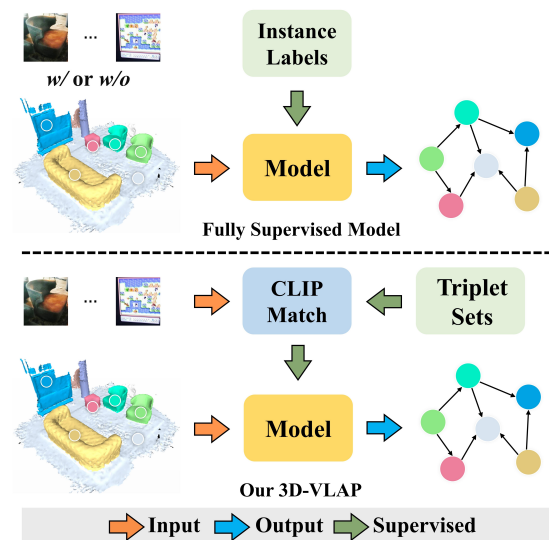 ...
w/ or w/o
Instance
Labels
Model
Fully Supervised Model
...
CLIP
Match
Triplet
Sets
Model
Our 3D-VLAP
Input
Output
Supervised